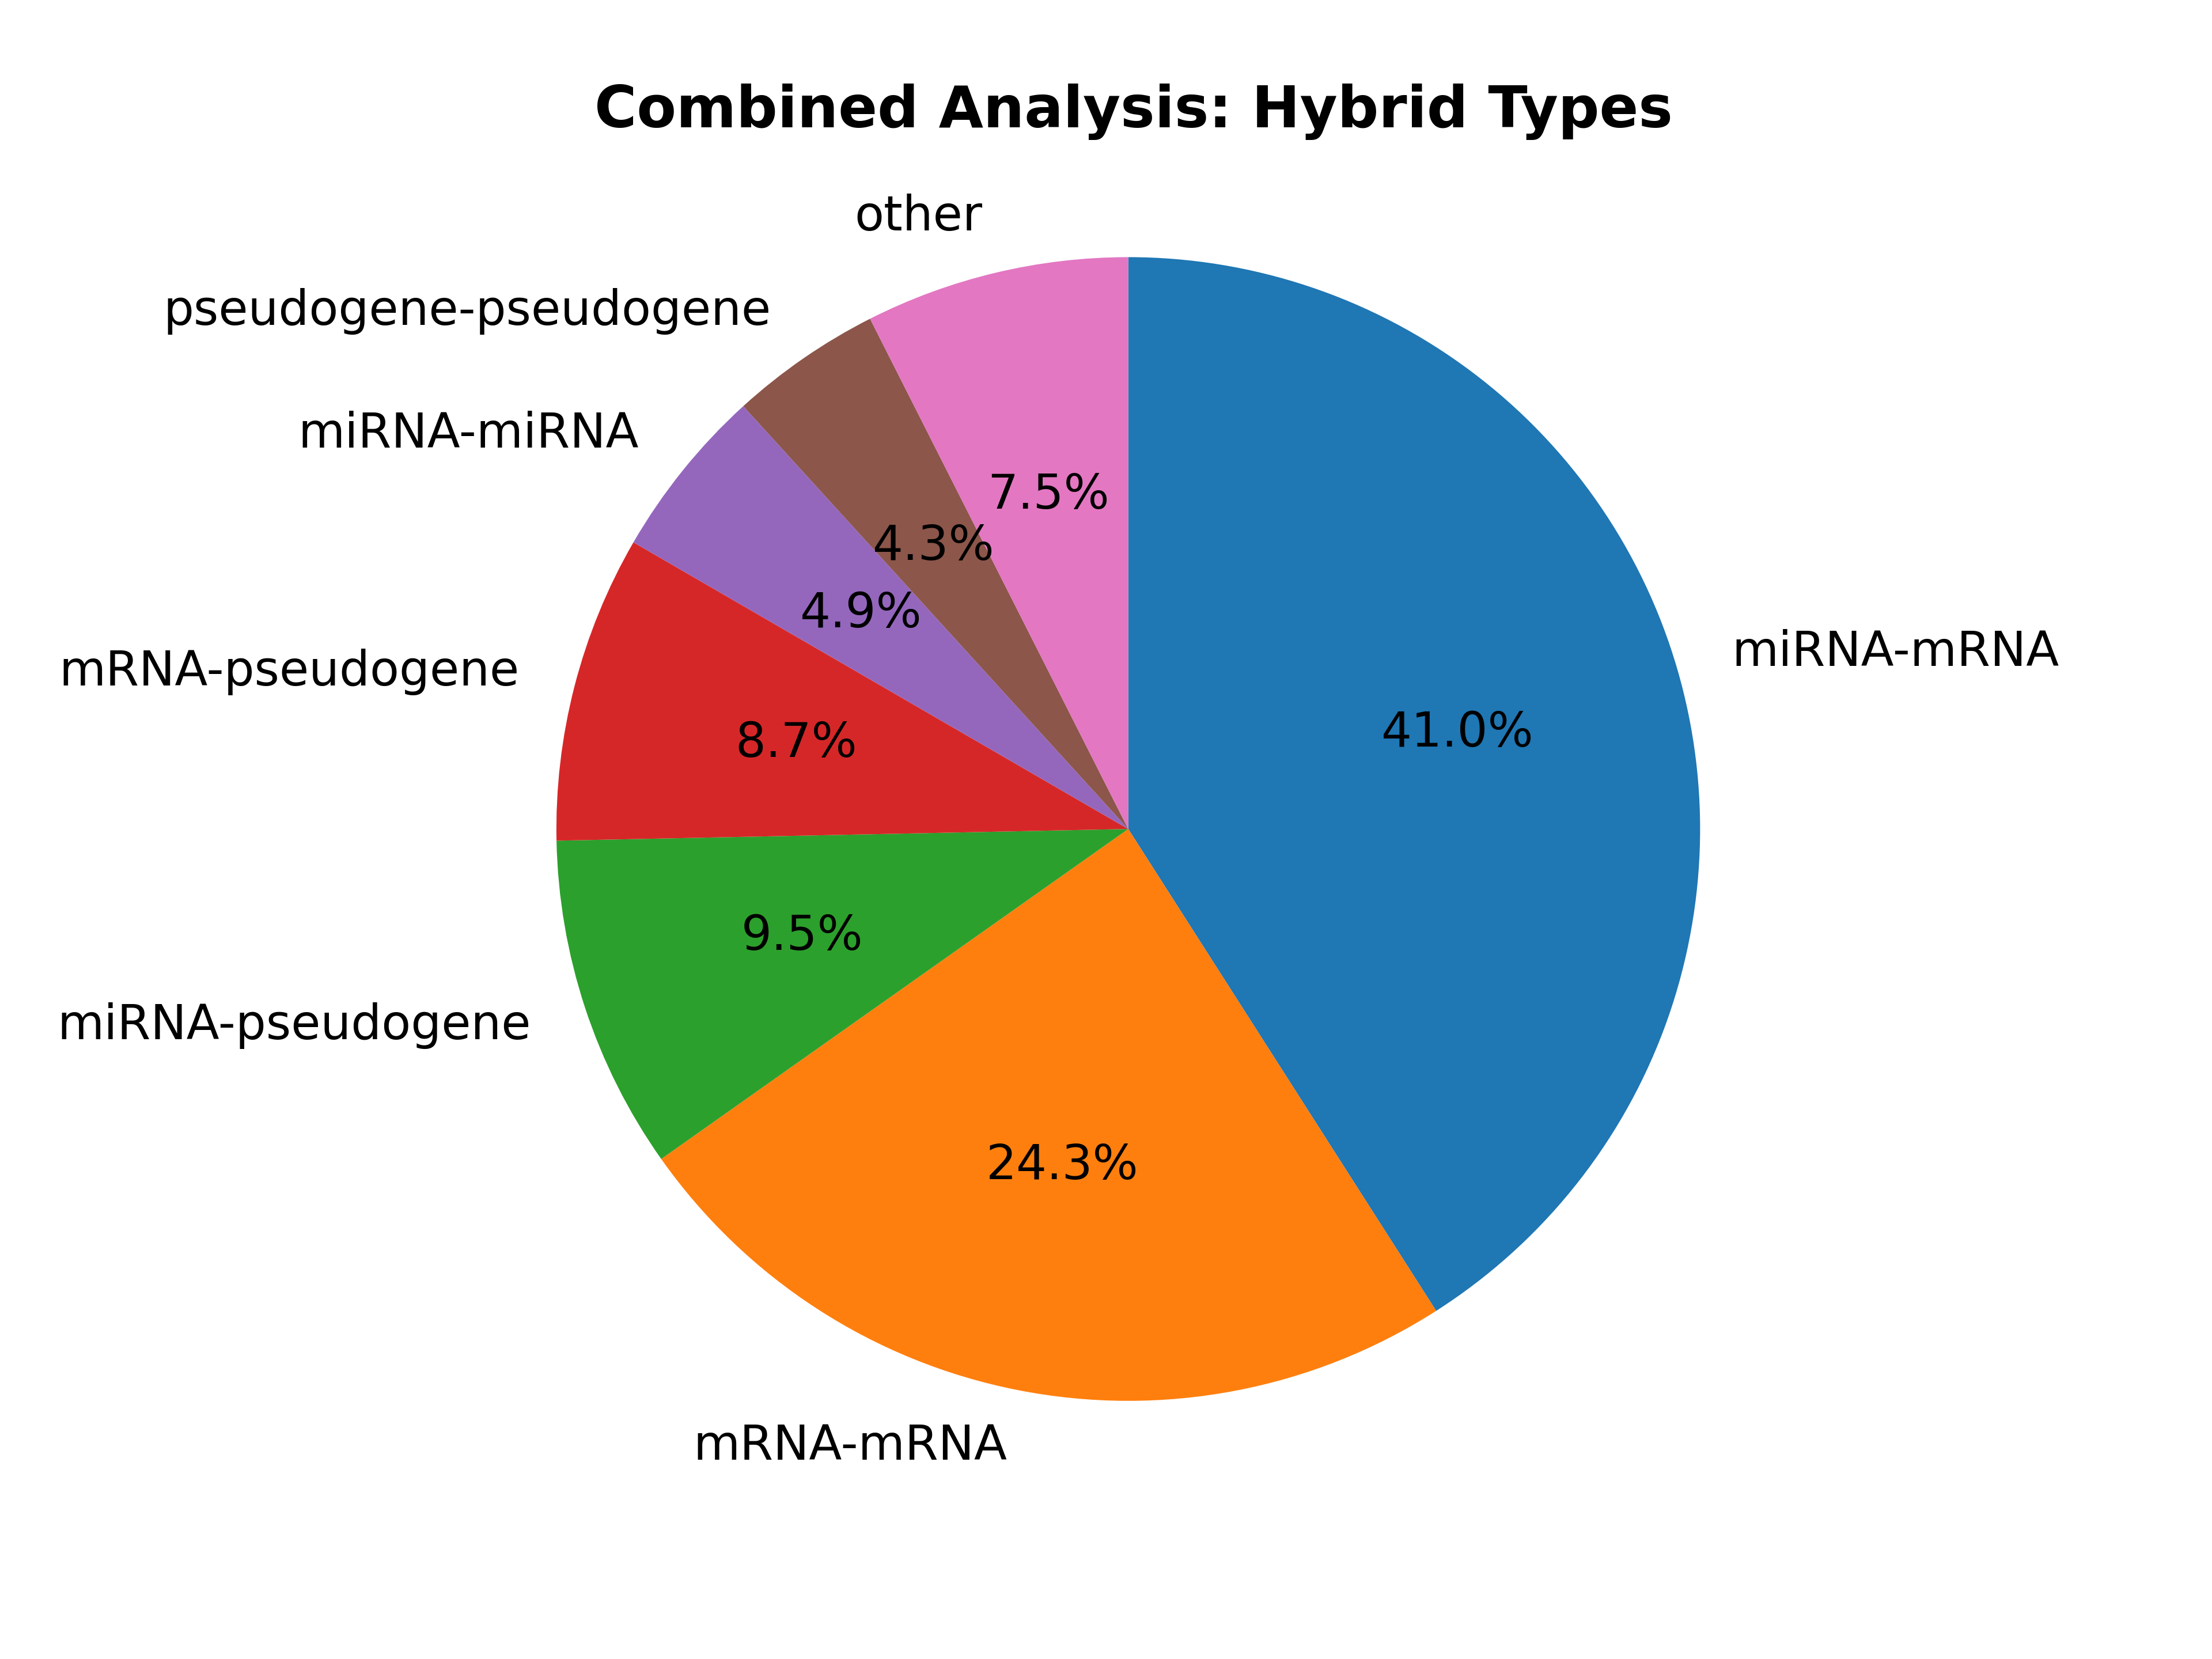 Combined Analysis: Hybrid Types
other
pseudogene-pseudogene
miRNA-miRNA
7.5%
4.3%
4.9%
miRNA-mRNA
mRNA-pseudogene
41.0%
8.7%
9.5%
miRNA-pseudogene
24.3%
mRNA-mRNA